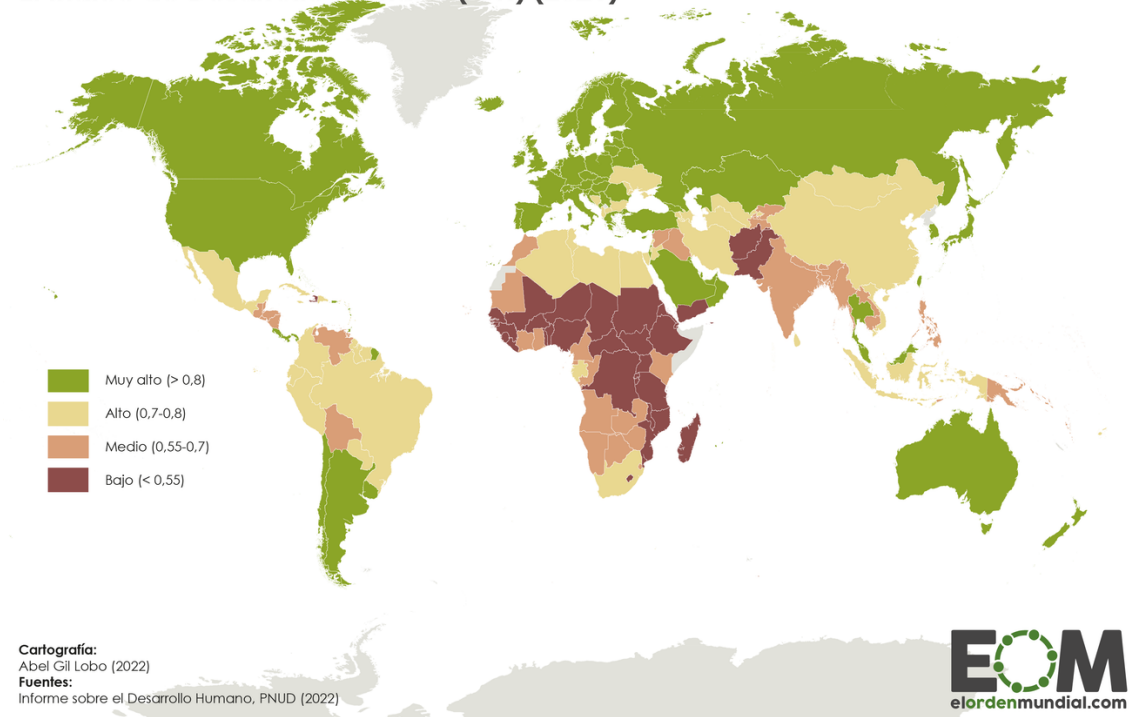 Muy alto (> 0,8)
Alto (0,7-0,8)
Medio (0,55-0,7)
Bajo (< 0,55)
Cartografía:
Abel Gil Lobo (2022)
Fuentes:
Informe sobre el Desarrollo Humano, PNUD (2022)
EOM
elordenmundial.com